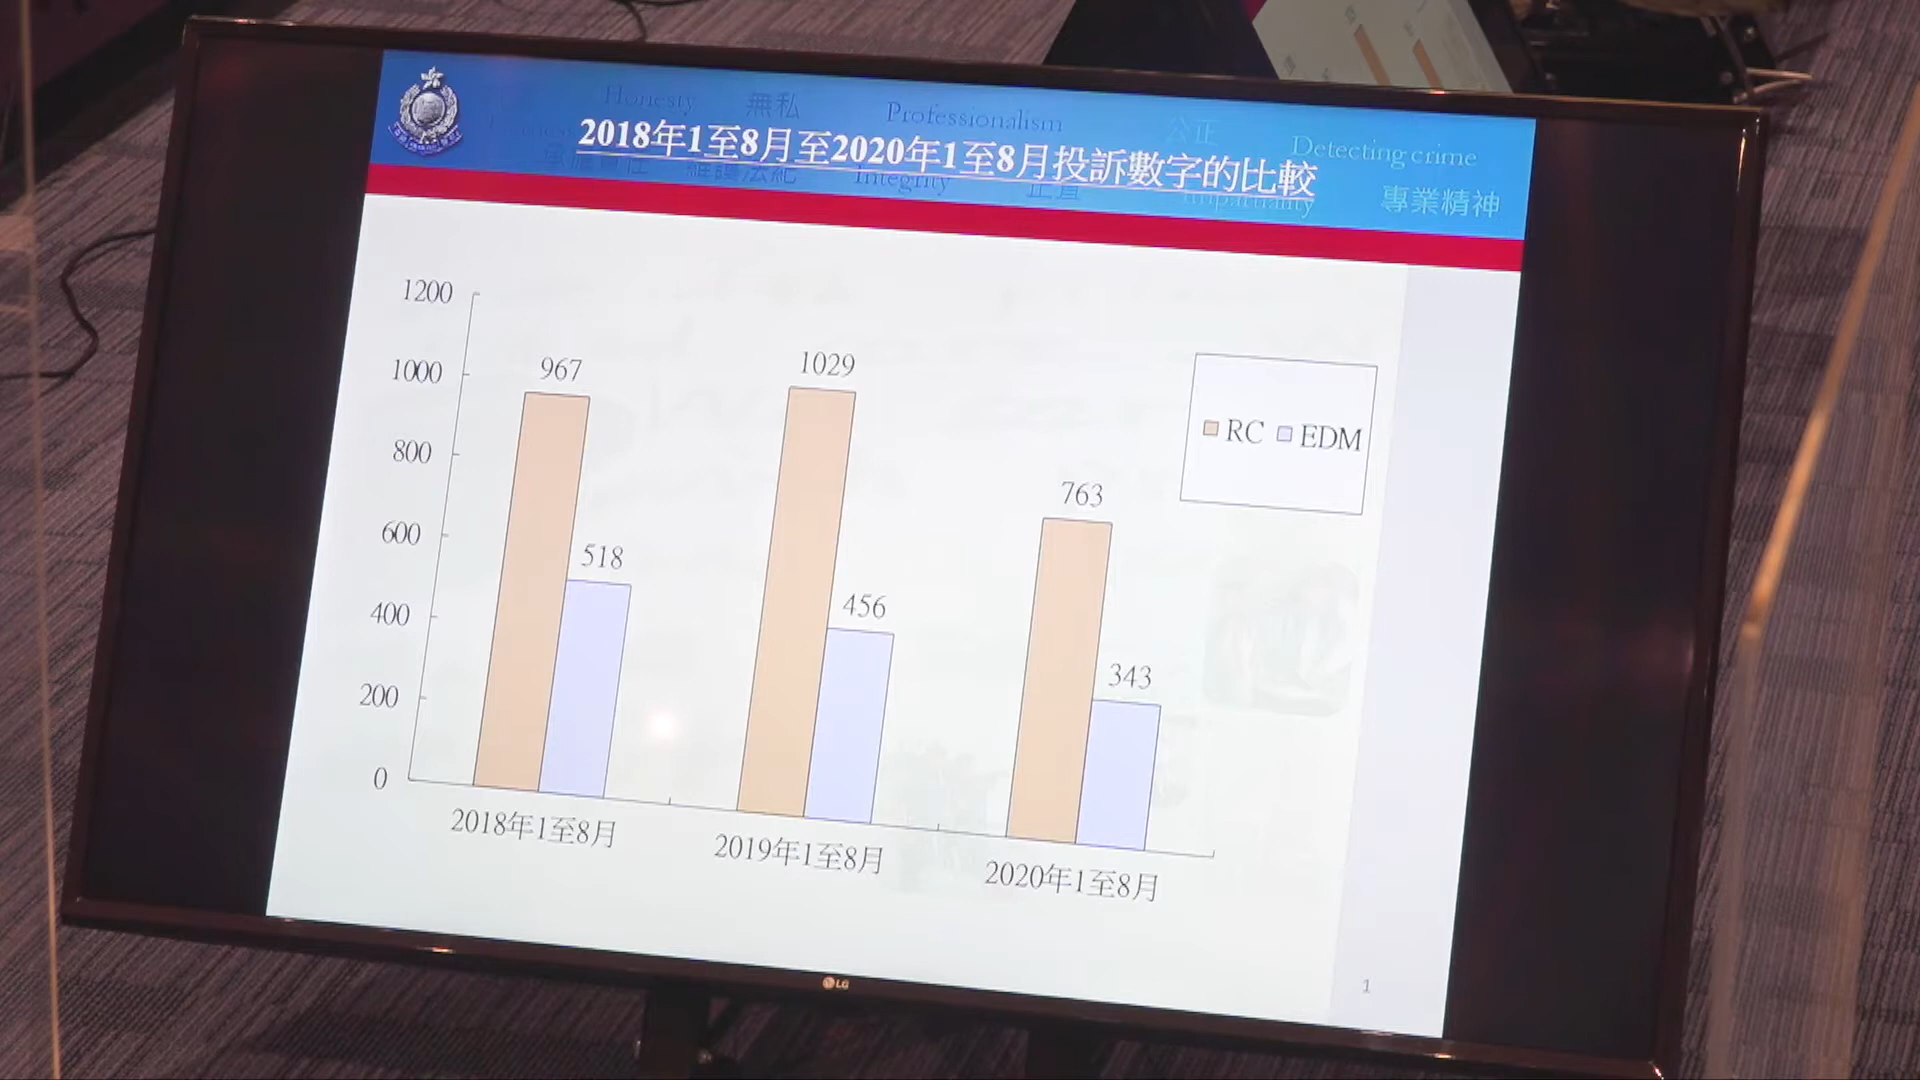 Honesty 無私 Professionalism 公正 Detecting crime
2018年1至8月至2020年1至8月投訴數字的比較
Integrity 正直 Impartiality 專業精神
1200
1000
800
600
400
200
0
967
518
1029
456
763
343
RC EDM
2018年1至8月
2019年1至8月
2020年1至8月
1
LG